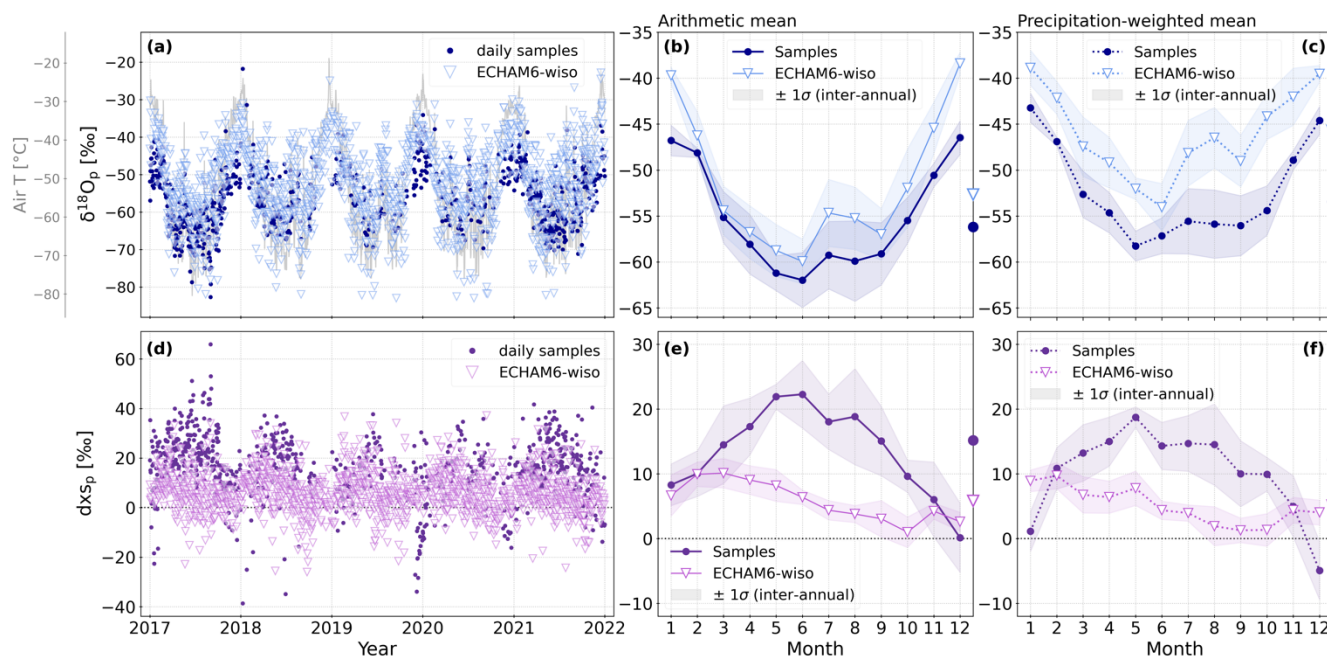 Arithmetic mean
Precipitation-weighted mean
(a)
daily samples
ECHAM6-wiso
Air T [°C]
−20
−30
−40
−50
−60
−70
−80
δ¹⁸Oₚ [‰]
−20
−30
−40
−50
−60
−70
−80
(b)
Samples
ECHAM6-wiso
± 1σ (inter-annual)
−35
−40
−45
−50
−55
−60
−65
(c)
Samples
ECHAM6-wiso
± 1σ (inter-annual)
−35
−40
−45
−50
−55
−60
−65
(d)
daily samples
ECHAM6-wiso
dxsₚ [‰]
60
40
20
0
−20
−40
2017 2018 2019 2020 2021 2022
Year
(e)
Samples
ECHAM6-wiso
± 1σ (inter-annual)
30
20
10
0
−10
1 2 3 4 5 6 7 8 9 10 11 12
Month
(f)
Samples
ECHAM6-wiso
± 1σ (inter-annual)
30
20
10
0
−10
1 2 3 4 5 6 7 8 9 10 11 12
Month